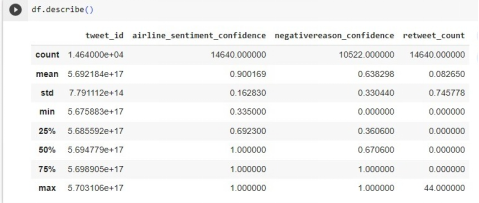 df.describe()
tweet_id airline_sentiment_confidence negativereason_confidence retweet_count
count 1.464000e+04 14640.000000 10522.000000 14640.000000
mean 5.692184e+17 0.900169 0.638298 0.082650
std 7.791112e+14 0.162830 0.330440 0.745778
min 5.675883e+17 0.335000 0.000000 0.000000
25% 5.685592e+17 0.692300 0.360600 0.000000
50% 5.694779e+17 1.000000 0.670600 0.000000
75% 5.698905e+17 1.000000 1.000000 0.000000
max 5.703106e+17 1.000000 1.000000 44.000000